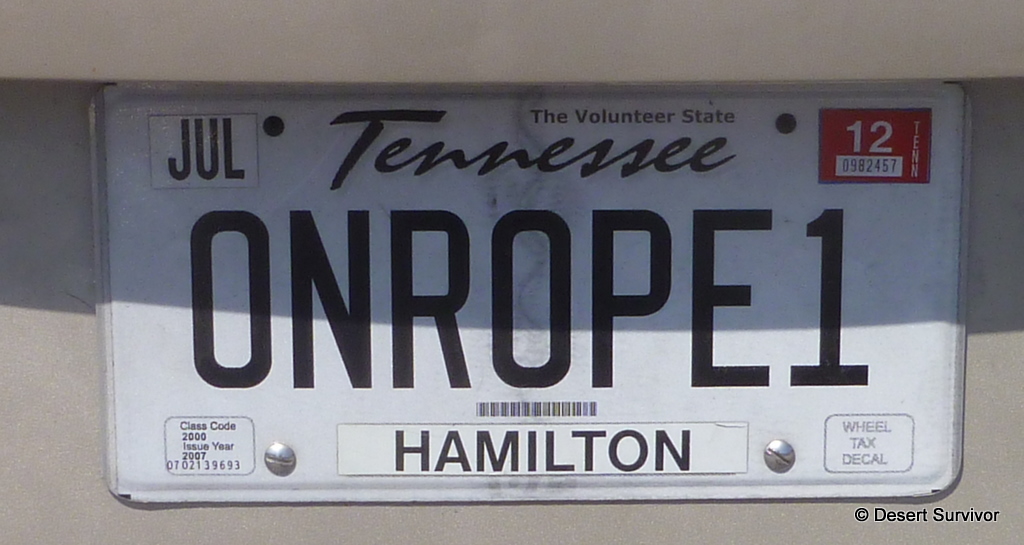 The Volunteer State
JUL
Tennessee
12
TENN
0982457
ONROPE1
Class Code
2000
Issue Year
2007
0702139693
HAMILTON
WHEEL
TAX
DECAL
© Desert Survivor